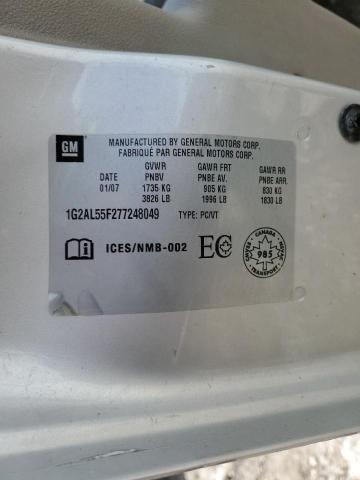 GM
MANUFACTURED BY GENERAL MOTORS CORP.
FABRIQUÉ PAR GENERAL MOTORS CORP.
GVWR GAWR FRT GAWR RR
DATE PNBV PNBE AV. PNBE ARR.
01/07 1735 KG 905 KG 830 KG
3826 LB 1996 LB 1830 LB
1G2AL55F277248049 TYPE: PC/VT
ICES/NMB-002 EC
CANADA
985
TRANSPORT